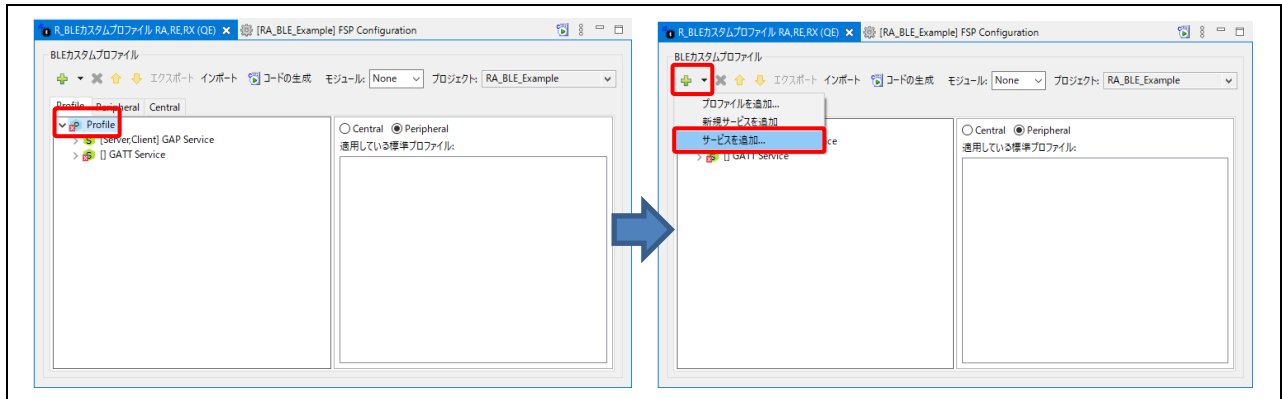 R_BLEカスタムプロファイル RA,RE,RX (QE) [RA_BLE_Example] FSP Configuration
BLEカスタムプロファイル
エクスポート インポート コードの生成 モジュール: None プロジェクト: RA_BLE_Example
Profile Peripheral Central
Profile
[Server,Client] GAP Service
[] GATT Service
Central Peripheral
適用している標準プロファイル:
R_BLEカスタムプロファイル RA,RE,RX (QE) [RA_BLE_Example] FSP Configuration
BLEカスタムプロファイル
エクスポート インポート コードの生成 モジュール: None プロジェクト: RA_BLE_Example
プロファイルを追加...
新規サービスを追加
サービスを追加...
ce
[] GATT Service
Central Peripheral
適用している標準プロファイル: